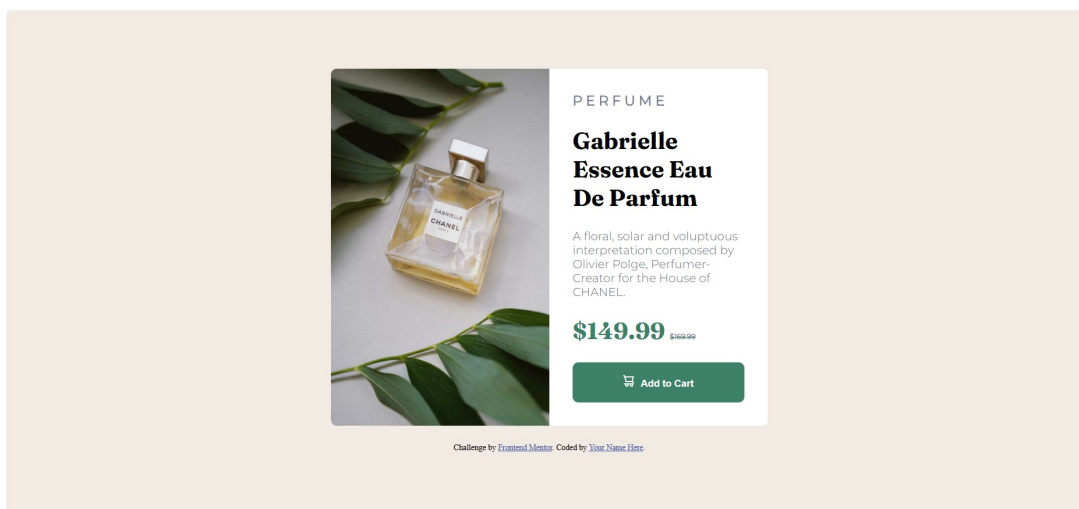 PERFUME
Gabrielle
Essence Eau
De Parfum
A floral, solar and voluptuous
interpretation composed by
Olivier Polge, Perfumer-
Creator for the House of
CHANEL.
$149.99 $169.99
Add to Cart
GABRIELLE
CHANEL
PARIS
Challenge by Frontend Mentor. Coded by Your Name Here.